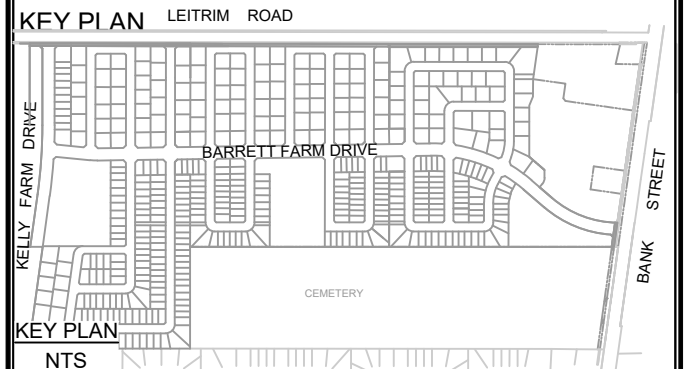 KEY PLAN
LEITRIM ROAD
KELLY FARM DRIVE
BARRETT FARM DRIVE
BANK STREET
CEMETERY
KEY PLAN
NTS